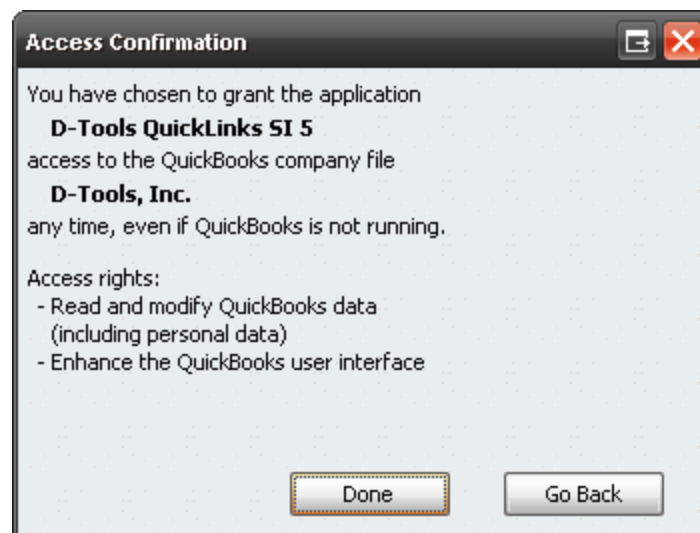 Access Confirmation
You have chosen to grant the application
D-Tools QuickLinks SI 5
access to the QuickBooks company file
D-Tools, Inc.
any time, even if QuickBooks is not running.
Access rights:
- Read and modify QuickBooks data
(including personal data)
- Enhance the QuickBooks user interface
Done Go Back